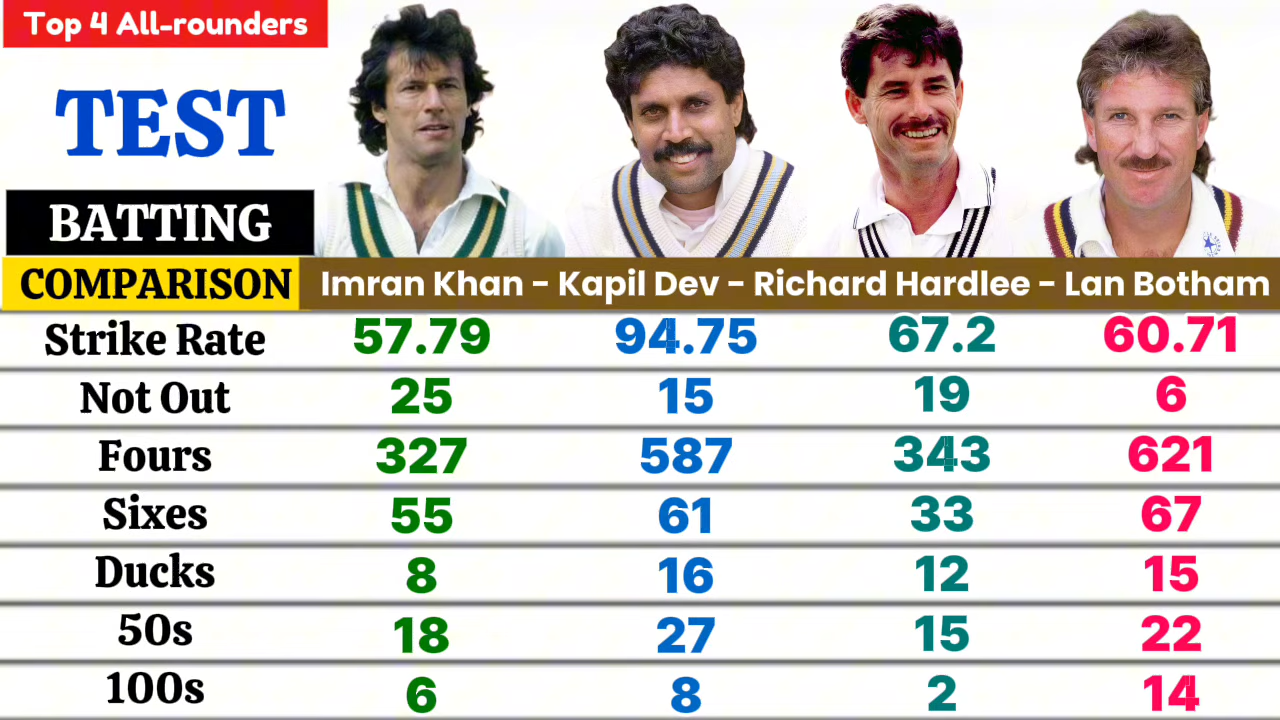 Top 4 All-rounders
TEST
BATTING
COMPARISON
Imran Khan - Kapil Dev - Richard Hardlee - Lan Botham
Strike Rate 57.79 94.75 67.2 60.71
Not Out 25 15 19 6
Fours 327 587 343 621
Sixes 55 61 33 67
Ducks 8 16 12 15
50s 18 27 15 22
100s 6 8 2 14